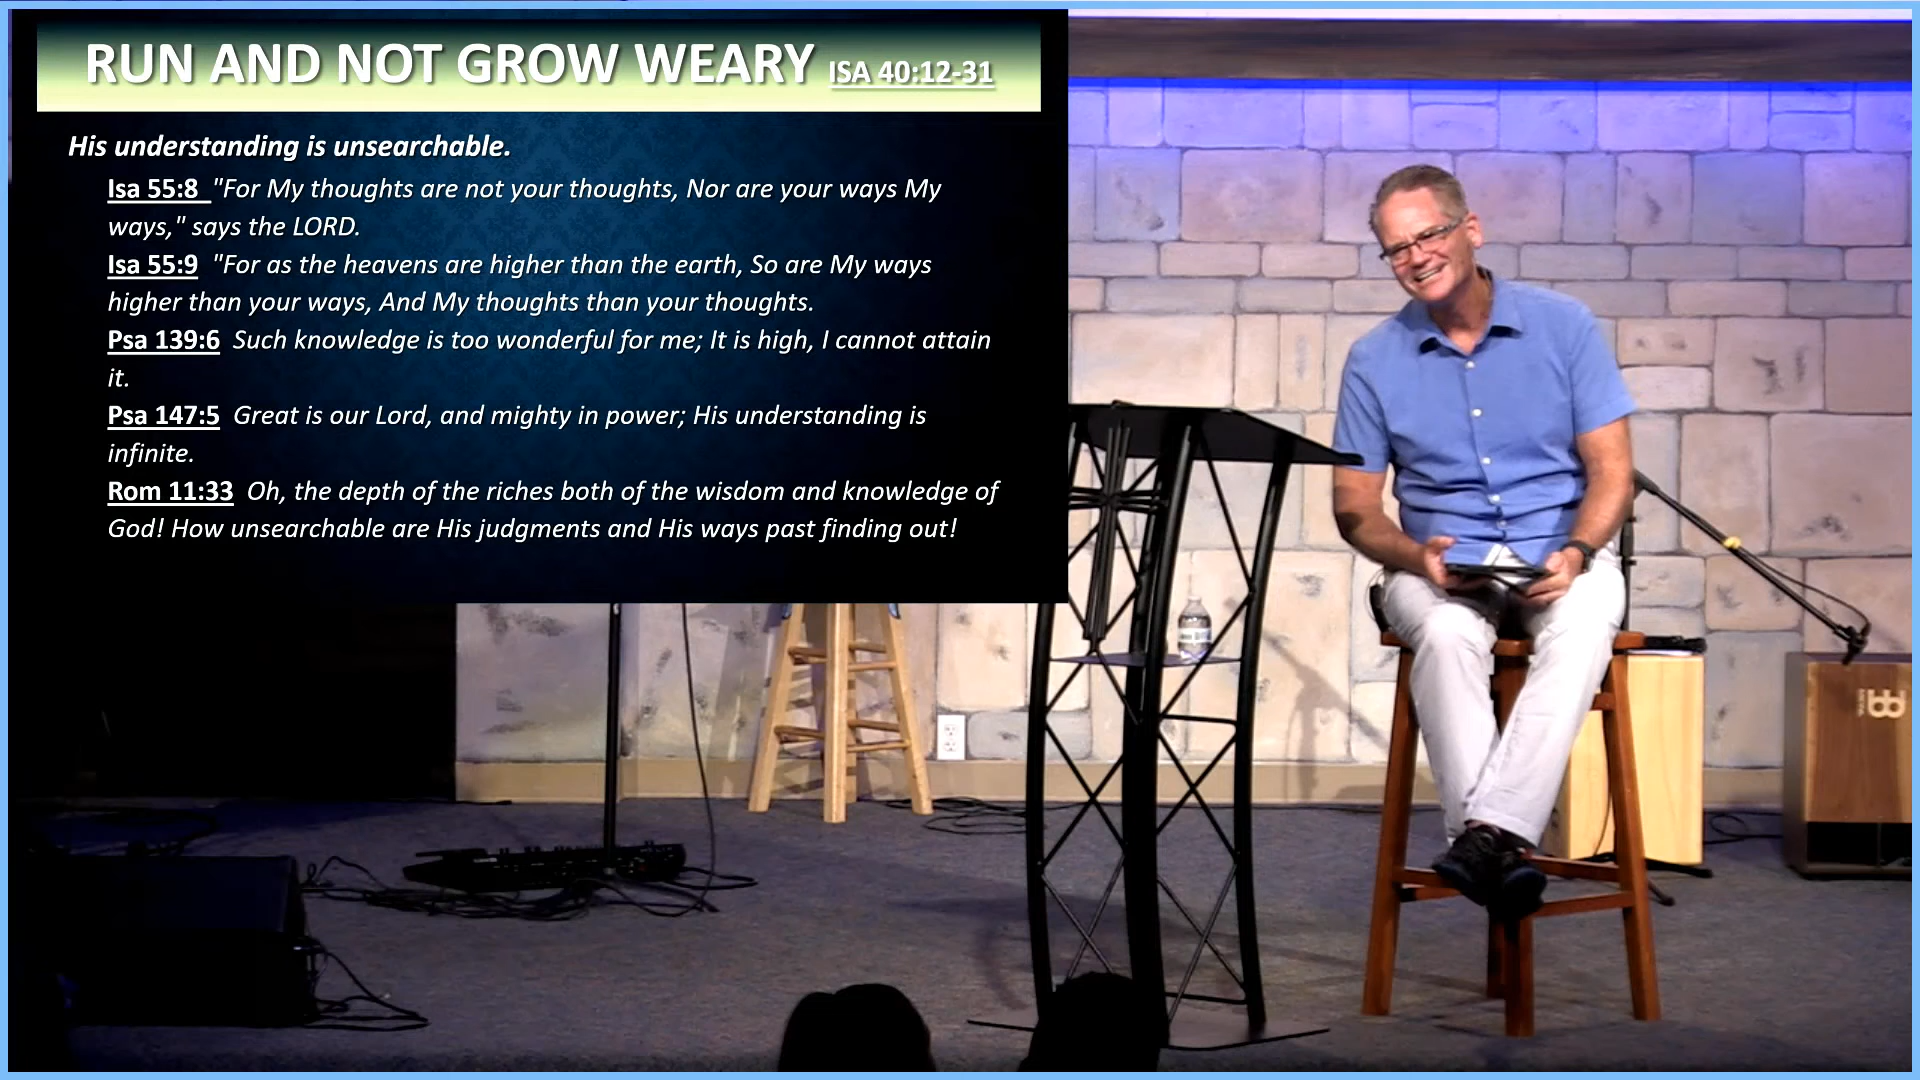 RUN AND NOT GROW WEARY ISA 40:12-31
His understanding is unsearchable.
Isa 55:8 "For My thoughts are not your thoughts, Nor are your ways My
ways," says the LORD.
Isa 55:9 "For as the heavens are higher than the earth, So are My ways
higher than your ways, And My thoughts than your thoughts.
Psa 139:6 Such knowledge is too wonderful for me; It is high, I cannot attain
it.
Psa 147:5 Great is our Lord, and mighty in power; His understanding is
infinite.
Rom 11:33 Oh, the depth of the riches both of the wisdom and knowledge of
God! How unsearchable are His judgments and His ways past finding out!